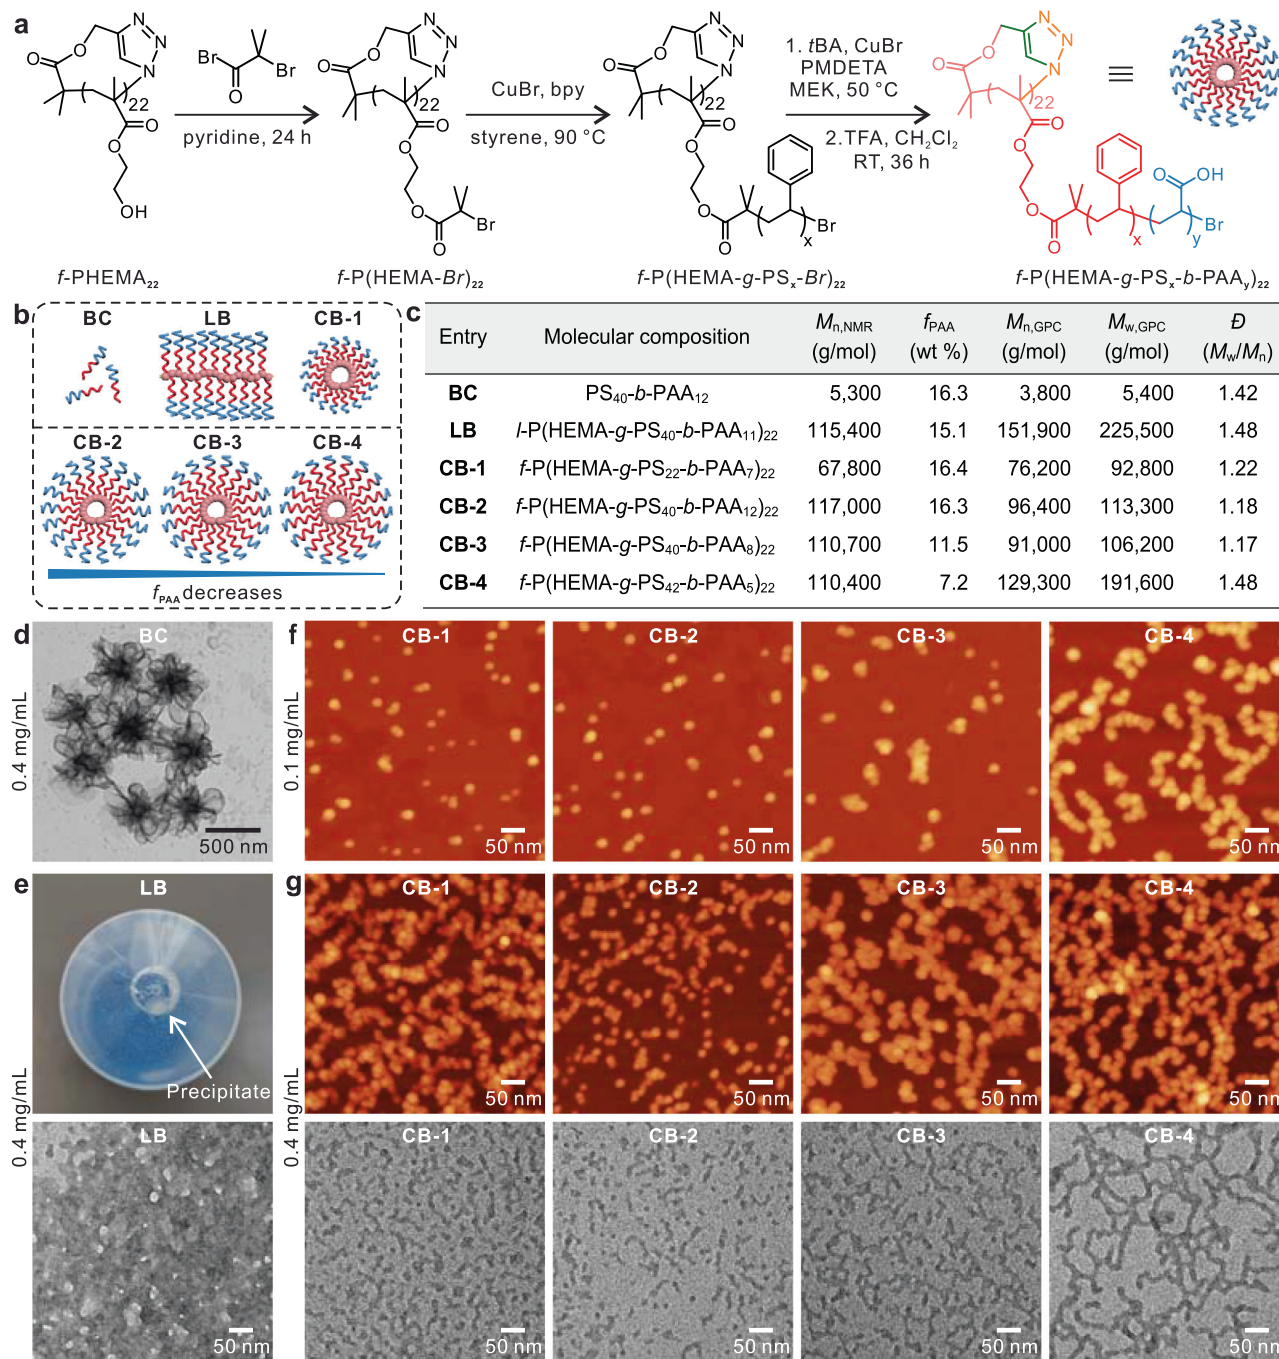 a
O
O
N
N
N
22
O
O
OH
Br
O
Br
pyridine, 24 h
O
O
N
N
N
22
O
O
O
O
Br
CuBr, bpy
styrene, 90 °C
O
O
N
N
N
22
O
O
O
O
x
Br
1. tBA, CuBr
PMDETA
MEK, 50 °C
2.TFA, CH₂Cl₂
RT, 36 h
O
O
N
N
N
22
O
O
O
O
x
O
OH
y
Br
≡
f-PHEMA₂₂
f-P(HEMA-Br)₂₂
f-P(HEMA-g-PSₓ-Br)₂₂
f-P(HEMA-g-PSₓ-b-PAAᵧ)₂₂
b
BC LB CB-1
CB-2 CB-3 CB-4
fPAA decreases
c
Entry Molecular composition Mn,NMR (g/mol) fPAA (wt %) Mn,GPC (g/mol) Mw,GPC (g/mol) Đ (Mw/Mn)
BC PS₄₀-b-PAA₁₂ 5,300 16.3 3,800 5,400 1.42
LB l-P(HEMA-g-PS₄₀-b-PAA₁₁)₂₂ 115,400 15.1 151,900 225,500 1.48
CB-1 f-P(HEMA-g-PS₂₂-b-PAA₇)₂₂ 67,800 16.4 76,200 92,800 1.22
CB-2 f-P(HEMA-g-PS₄₀-b-PAA₁₂)₂₂ 117,000 16.3 96,400 113,300 1.18
CB-3 f-P(HEMA-g-PS₄₀-b-PAA₈)₂₂ 110,700 11.5 91,000 106,200 1.17
CB-4 f-P(HEMA-g-PS₄₂-b-PAA₅)₂₂ 110,400 7.2 129,300 191,600 1.48
d
BC
0.4 mg/mL
500 nm
f
0.1 mg/mL
CB-1 CB-2 CB-3 CB-4
50 nm 50 nm 50 nm 50 nm
e
LB
Precipitate
0.4 mg/mL
LB
50 nm
g
0.4 mg/mL
CB-1 CB-2 CB-3 CB-4
50 nm 50 nm 50 nm 50 nm
CB-1 CB-2 CB-3 CB-4
50 nm 50 nm 50 nm 50 nm